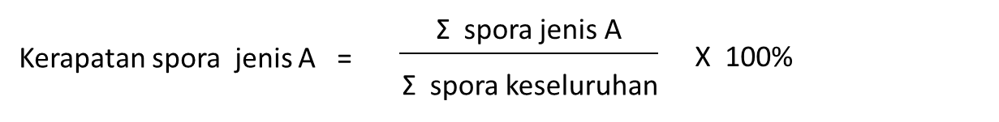 Σ spora jenis A
Kerapatan spora jenis A = X 100%
Σ spora keseluruhan